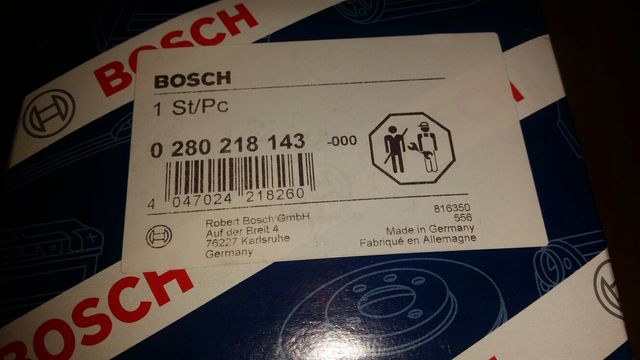 BOSCH
BOSCH
1 St/Pc
0 280 218 143 -000
4 047024 218260
816350
556
Robert Bosch GmbH
Auf der Breit 4
76227 Karlsruhe
Germany
Made in Germany
Fabriqué en Allemagne
BOSCH